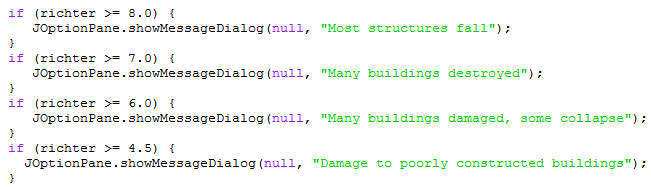 if (richter >= 8.0) {
   JOptionPane.showMessageDialog(null, "Most structures fall");
}
if (richter >= 7.0) {
   JOptionPane.showMessageDialog(null, "Many buildings destroyed");
}
if (richter >= 6.0) {
   JOptionPane.showMessageDialog(null, "Many buildings damaged, some collapse");
}
if (richter >= 4.5) {
  JOptionPane.showMessageDialog(null, "Damage to poorly constructed buildings");
}